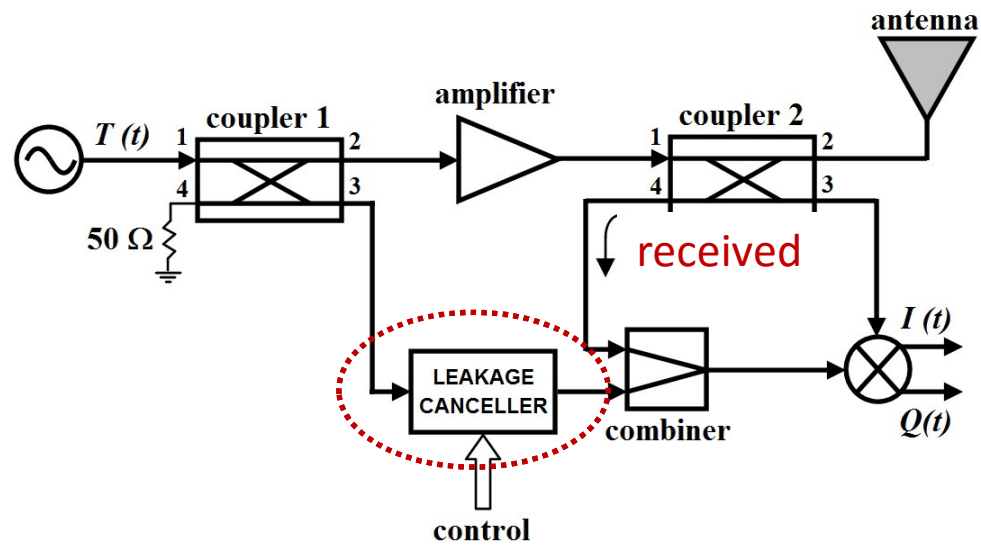 antenna
amplifier
coupler 1
coupler 2
T (t)
1
2
1
2
4
3
4
3
50 Ω
received
I (t)
LEAKAGE
CANCELLER
combiner
Q(t)
control